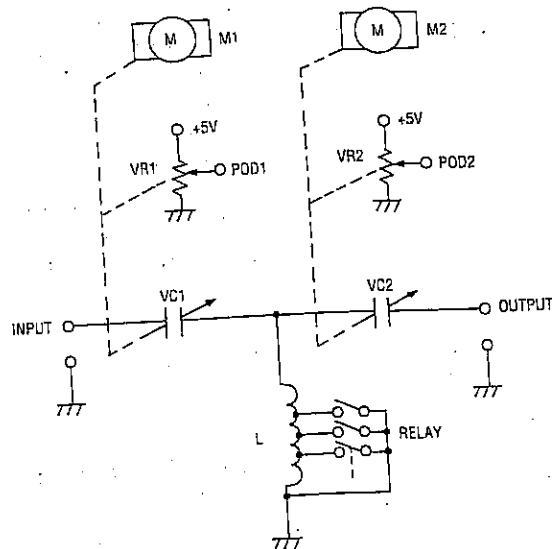 M M1
M M2
+5V
+5V
VR1 POD1
VR2 POD2
VC1
VC2
INPUT
OUTPUT
L
RELAY